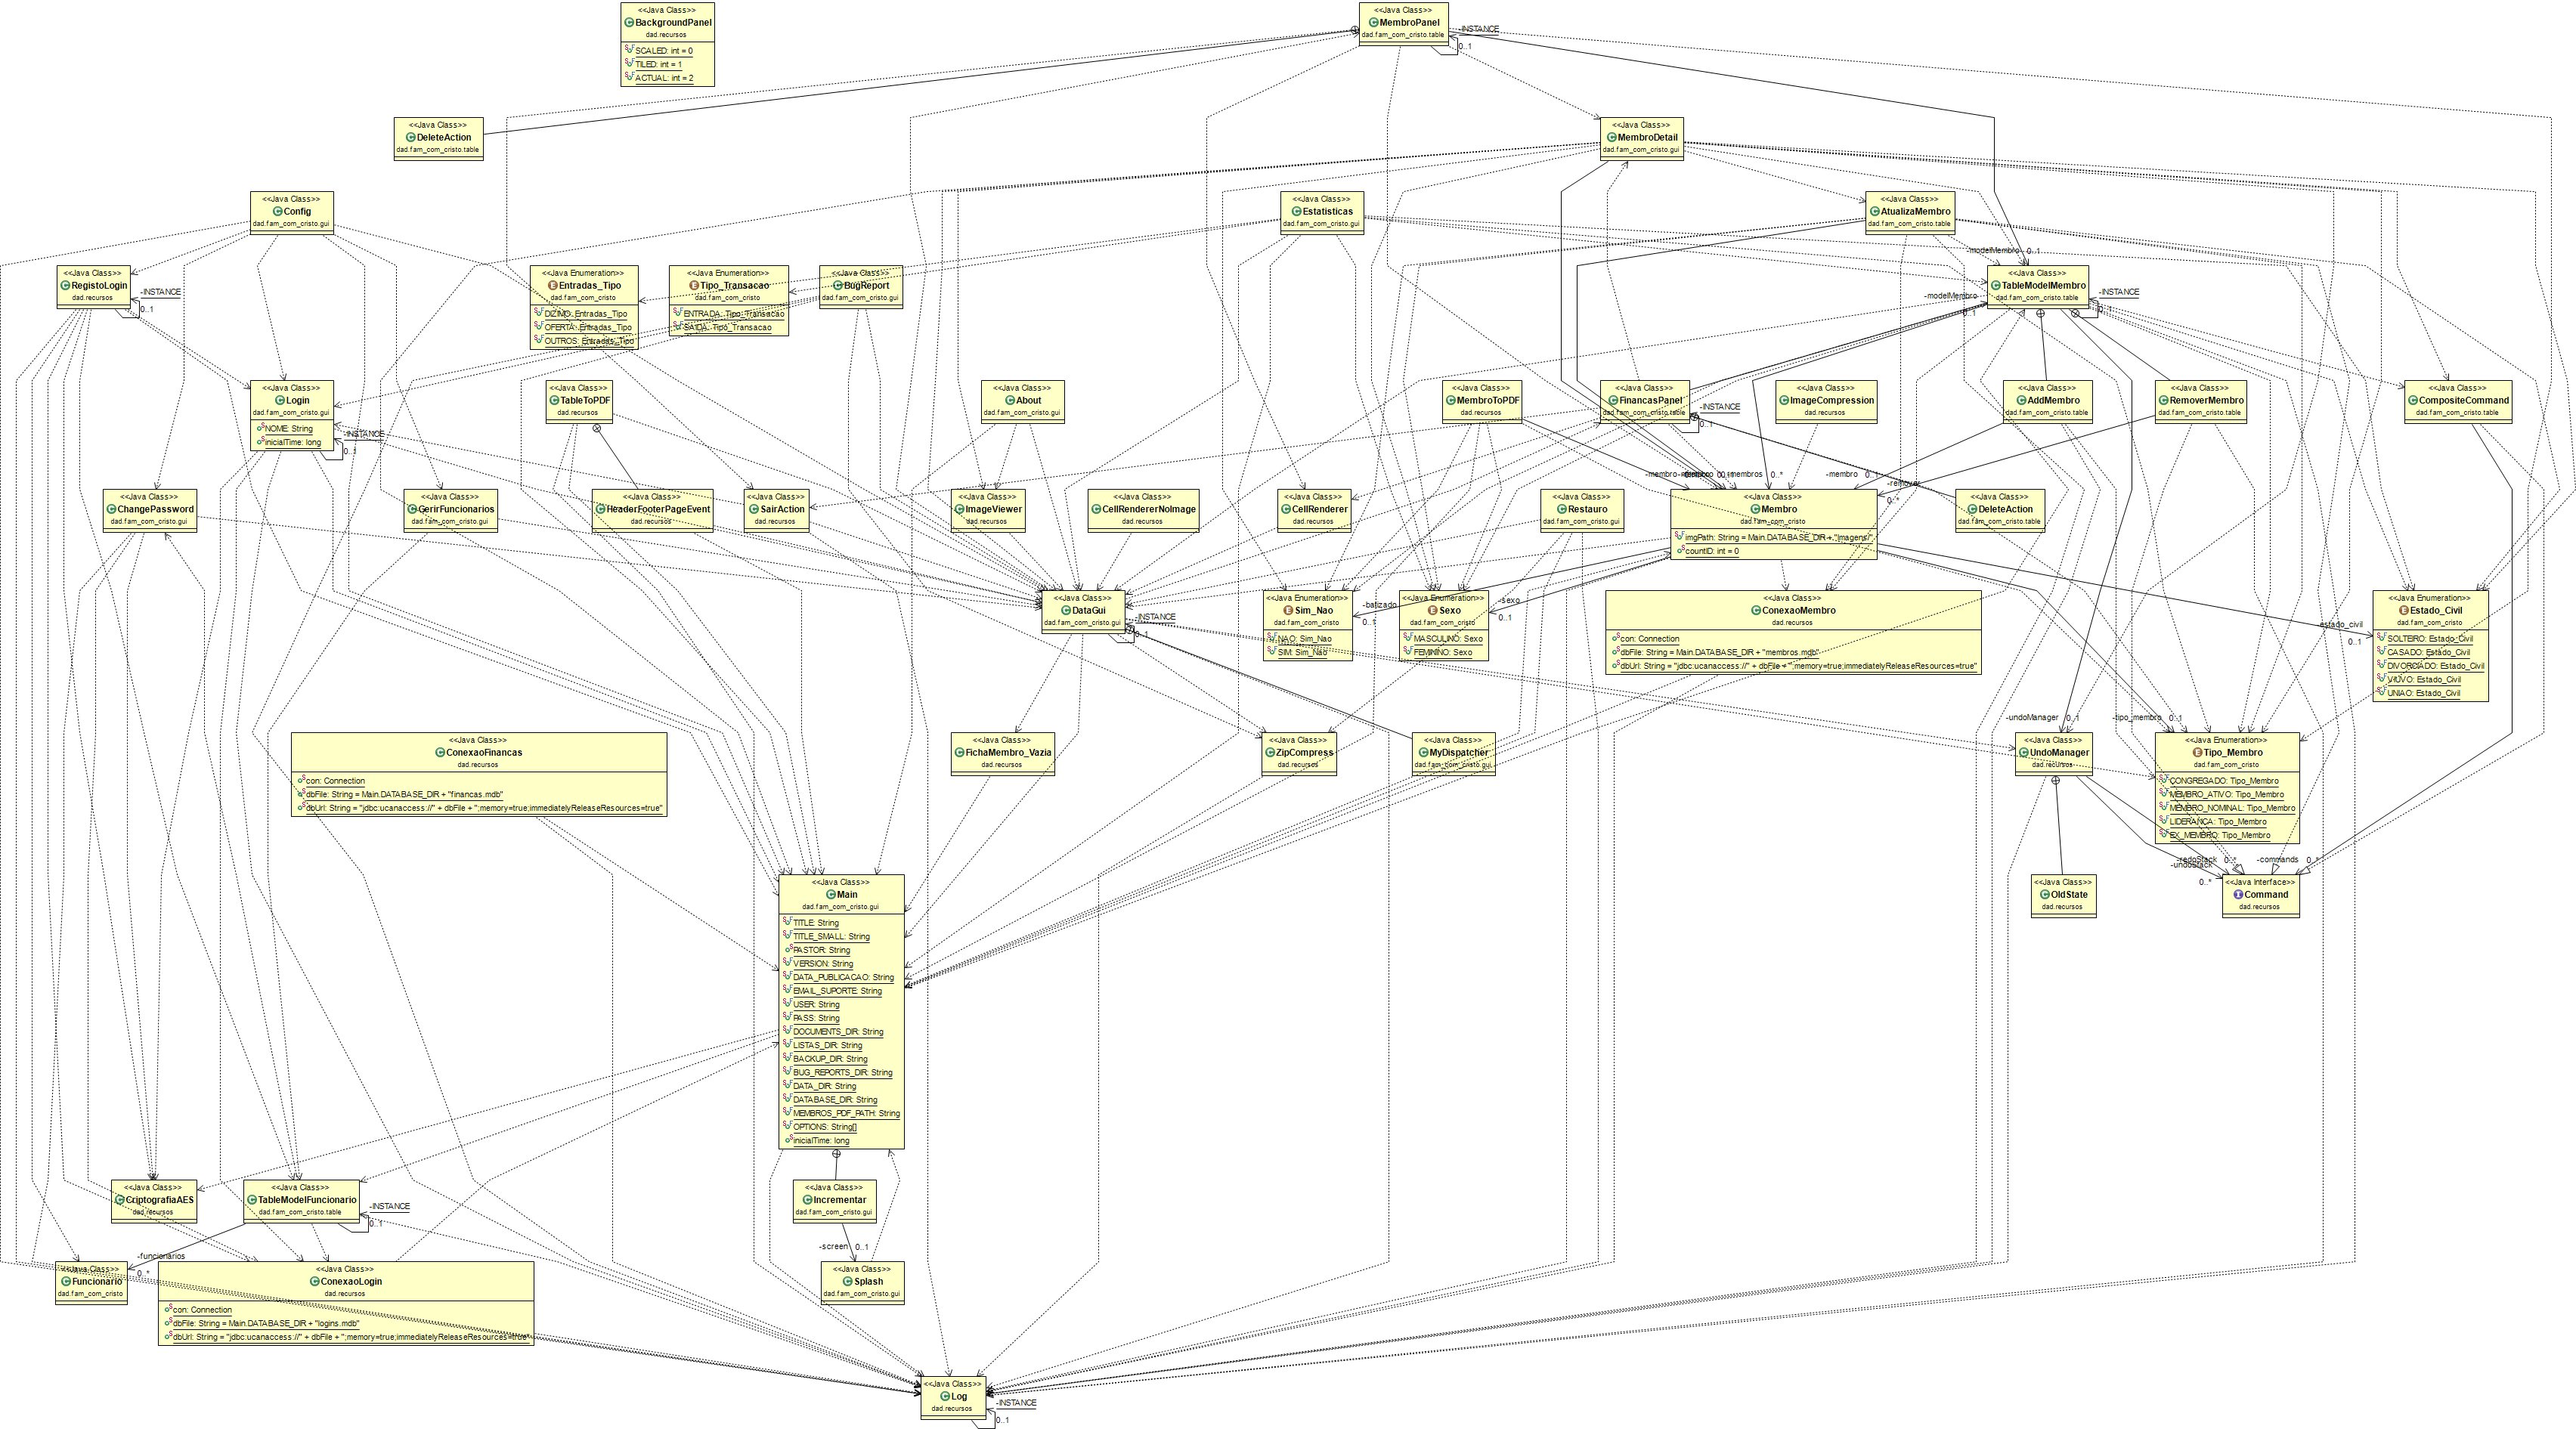 <<Java Class>>
BackgroundPanel
dad.recursos
SCALED: int = 0
TILED: int = 1
ACTUAL: int = 2
<<Java Class>>
MembroPanel
dad.fam_com_cristo.table
-INSTANCE
0..1
<<Java Class>>
DeleteAction
dad.fam_com_cristo.table
<<Java Class>>
MembroDetail
dad.fam_com_cristo.gui
<<Java Class>>
Config
dad.fam_com_cristo.gui
<<Java Class>>
Estatisticas
dad.fam_com_cristo.gui
<<Java Class>>
AtualizaMembro
dad.fam_com_cristo.table
-modelMembro
0..1
<<Java Class>>
RegistoLogin
dad.recursos
-INSTANCE
0..1
<<Java Enumeration>>
Entradas_Tipo
dad.fam_com_cristo
DIZIMO: Entradas_Tipo
OFERTA: Entradas_Tipo
OUTROS: Entradas_Tipo
<<Java Enumeration>>
Tipo_Transacao
dad.fam_com_cristo
ENTRADA: Tipo_Transacao
SAIDA: Tipo_Transacao
<<Java Class>>
BugReport
dad.fam_com_cristo.gui
<<Java Class>>
TableModelMembro
dad.fam_com_cristo.table
-INSTANCE
0..1
-modelMembro
0..1
<<Java Class>>
Login
dad.fam_com_cristo.gui
NOME: String
inicialTime: long
-INSTANCE
0..1
<<Java Class>>
TableToPDF
dad.recursos
<<Java Class>>
About
dad.fam_com_cristo.gui
<<Java Class>>
MembroToPDF
dad.recursos
<<Java Class>>
FinancasPanel
dad.fam_com_cristo.table
-INSTANCE
0..1
<<Java Class>>
ImageCompression
dad.recursos
<<Java Class>>
AddMembro
dad.fam_com_cristo.table
<<Java Class>>
RemoverMembro
dad.fam_com_cristo.table
<<Java Class>>
CompositeCommand
dad.fam_com_cristo.table
-membro
-membros
0..*
-membro
0..1
-remover
0..*
<<Java Class>>
ChangePassword
dad.fam_com_cristo.gui
<<Java Class>>
GerirFuncionarios
dad.fam_com_cristo.gui
<<Java Class>>
HeaderFooterPageEvent
dad.recursos
<<Java Class>>
SairAction
dad.recursos
<<Java Class>>
ImageViewer
dad.recursos
<<Java Class>>
CellRendererNoImage
dad.recursos
<<Java Class>>
CellRenderer
dad.recursos
<<Java Class>>
Restauro
dad.fam_com_cristo.gui
<<Java Class>>
Membro
dad.fam_com_cristo
imgPath: String = Main.DATABASE_DIR + "Imagens/"
countID: int = 0
<<Java Class>>
DeleteAction
dad.fam_com_cristo.table
<<Java Class>>
DataGui
dad.fam_com_cristo.gui
-INSTANCE
0..1
<<Java Enumeration>>
Sim_Nao
dad.fam_com_cristo
NAO: Sim_Nao
SIM: Sim_Nao
-batizado
0..1
<<Java Enumeration>>
Sexo
dad.fam_com_cristo
MASCULINO: Sexo
FEMININO: Sexo
-sexo
0..1
<<Java Class>>
ConexaoMembro
dad.recursos
con: Connection
dbFile: String = Main.DATABASE_DIR + "membros.mdb"
dbUrl: String = "jdbc:ucanaccess://" + dbFile + ";memory=true;immediatelyReleaseResources=true"
-estado_civil
0..1
<<Java Enumeration>>
Estado_Civil
dad.fam_com_cristo
SOLTEIRO: Estado_Civil
CASADO: Estado_Civil
DIVORCIADO: Estado_Civil
VIUVO: Estado_Civil
UNIAO: Estado_Civil
<<Java Class>>
ConexaoFinancas
dad.recursos
con: Connection
dbFile: String = Main.DATABASE_DIR + "financas.mdb"
dbUrl: String = "jdbc:ucanaccess://" + dbFile + ";memory=true;immediatelyReleaseResources=true"
<<Java Class>>
FichaMembro_Vazia
dad.recursos
<<Java Class>>
ZipCompress
dad.recursos
<<Java Class>>
MyDispatcher
dad.fam_com_cristo.gui
-undoManager
0..1
<<Java Class>>
UndoManager
dad.recursos
-tipo_membro
0..1
<<Java Enumeration>>
Tipo_Membro
dad.fam_com_cristo
CONGREGADO: Tipo_Membro
MEMBRO_ATIVO: Tipo_Membro
MEMBRO_NOMINAL: Tipo_Membro
LIDERANCA: Tipo_Membro
EX_MEMBRO: Tipo_Membro
-redoStack
0..*
-undoStack
0..*
-commands
0..*
<<Java Class>>
OldState
dad.recursos
<<Java Interface>>
Command
dad.recursos
<<Java Class>>
Main
dad.fam_com_cristo.gui
TITLE: String
TITLE_SMALL: String
PASTOR: String
VERSION: String
DATA_PUBLICACAO: String
EMAIL_SUPORTE: String
USER: String
PASS: String
DOCUMENTS_DIR: String
LISTAS_DIR: String
BACKUP_DIR: String
BUG_REPORTS_DIR: String
DATA_DIR: String
DATABASE_DIR: String
MEMBROS_PDF_PATH: String
OPTIONS: String[]
inicialTime: long
<<Java Class>>
CriptografiaAES
dad.recursos
<<Java Class>>
TableModelFuncionario
dad.fam_com_cristo.table
-INSTANCE
0..1
<<Java Class>>
Incrementar
dad.fam_com_cristo.gui
-screen
0..1
-funcionarios
0..*
<<Java Class>>
Funcionario
dad.fam_com_cristo
<<Java Class>>
ConexaoLogin
dad.recursos
con: Connection
dbFile: String = Main.DATABASE_DIR + "logins.mdb"
dbUrl: String = "jdbc:ucanaccess://" + dbFile + ";memory=true;immediatelyReleaseResources=true"
<<Java Class>>
Splash
dad.fam_com_cristo.gui
<<Java Class>>
Log
dad.recursos
-INSTANCE
0..1